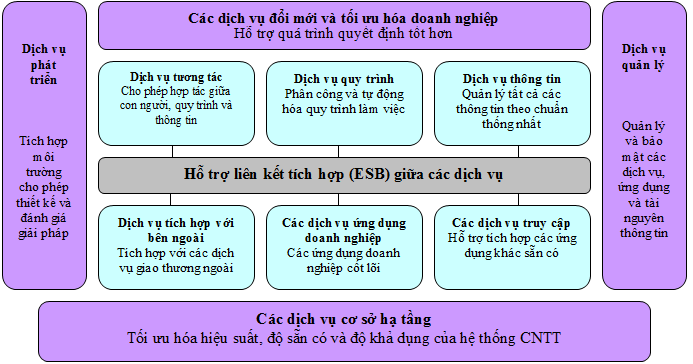 Các dịch vụ đổi mới và tối ưu hóa doanh nghiệp
Hỗ trợ quá trình quyết định tốt hơn
Dịch vụ
phát
triển
Tích hợp
môi
trường
cho phép
thiết kế và
đánh giá
giải pháp
Dịch vụ tương tác
Cho phép hợp tác giữa
con người, quy trình và
thông tin
Dịch vụ quy trình
Phân công và tự động
hóa quy trình làm việc
Dịch vụ thông tin
Quản lý tất cả các
thông tin theo chuẩn
thống nhất
Dịch vụ
quản lý
Quản lý
và bảo
mật các
dịch vụ,
ứng dụng
và tài
nguyên
thông tin
Hỗ trợ liên kết tích hợp (ESB) giữa các dịch vụ
Dịch vụ tích hợp với
bên ngoài
Tích hợp với các dịch
vụ giao thương ngoài
Các dịch vụ ứng dụng
doanh nghiệp
Các ứng dụng doanh
nghiệp cốt lõi
Các dịch vụ truy cập
Hỗ trợ tích hợp các ứng
dụng khác sẵn có
Các dịch vụ cơ sở hạ tầng
Tối ưu hóa hiệu suất, độ sẵn có và độ khả dụng của hệ thống CNTT